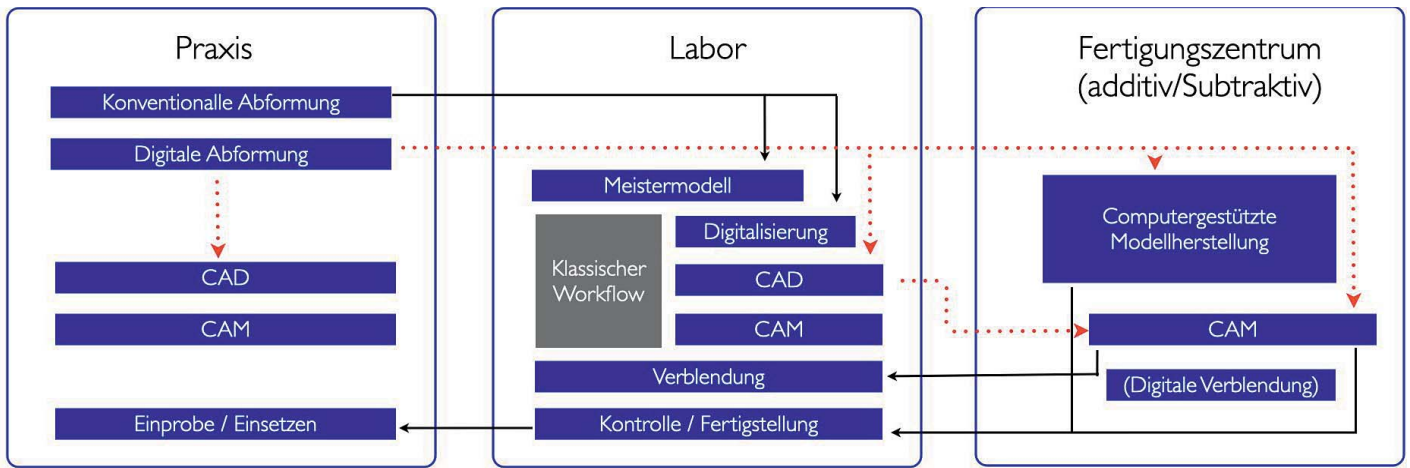 Praxis
Konventionalle Abformung
Digitale Abformung
CAD
CAM
Einprobe / Einsetzen
Labor
Meistermodell
Klassischer
Workflow
Digitalisierung
CAD
CAM
Verblendung
Kontrolle / Fertigstellung
Fertigungszentrum
(additiv/Subtraktiv)
Computergestützte
Modellherstellung
CAM
(Digitale Verblendung)